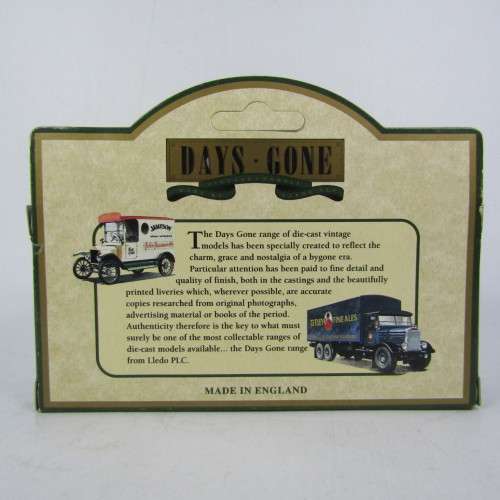 DAYS · GONE
JAMESON
The Days Gone range of die-cast vintage
models has been specially created to reflect the
charm, grace and nostalgia of a bygone era.
Particular attention has been paid to fine detail and
quality of finish, both in the castings and the beautifully
printed liveries which, wherever possible, are accurate
copies researched from original photographs,
advertising material or books of the period.
Authenticity therefore is the key to what must
surely be one of the most collectable ranges of
die-cast models available... the Days Gone range
from Lledo PLC.
FINE ALES
MADE IN ENGLAND